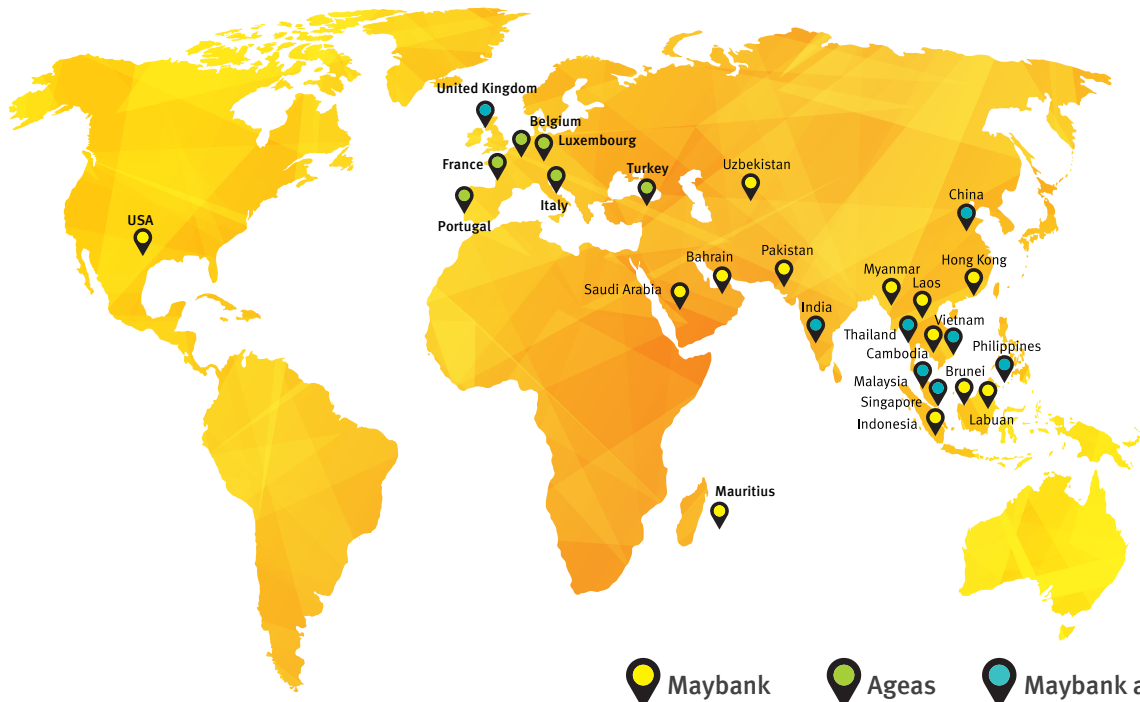 United Kingdom
Belgium
Luxembourg
France
Turkey
Uzbekistan
Italy
China
USA
Portugal
Bahrain
Pakistan
Hong Kong
Myanmar
Saudi Arabia
Laos
India
Vietnam
Thailand
Philippines
Cambodia
Brunei
Malaysia
Singapore
Labuan
Indonesia
Mauritius
Maybank
Ageas
Maybank a